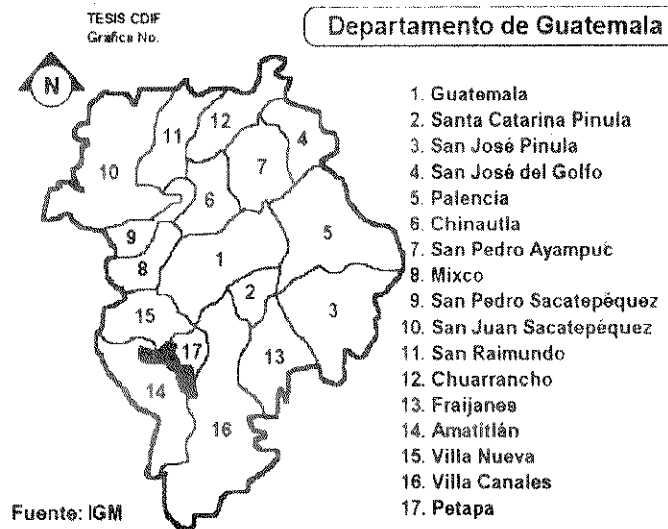 TESIS CDIF
Gráfica No.
Departamento de Guatemala
N
1. Guatemala
2. Santa Catarina Pinula
3. San José Pinula
4. San José del Golfo
5. Palencia
6. Chinautla
7. San Pedro Ayampuc
8. Mixco
9. San Pedro Sacatepéquez
10. San Juan Sacatepéquez
11. San Raimundo
12. Chuarrancho
13. Fraijanes
14. Amatitlán
15. Villa Nueva
16. Villa Canales
17. Petapa
12
11
4
10
7
6
9
5
8
1
2
3
15
17
13
14
16
Fuente: IGM